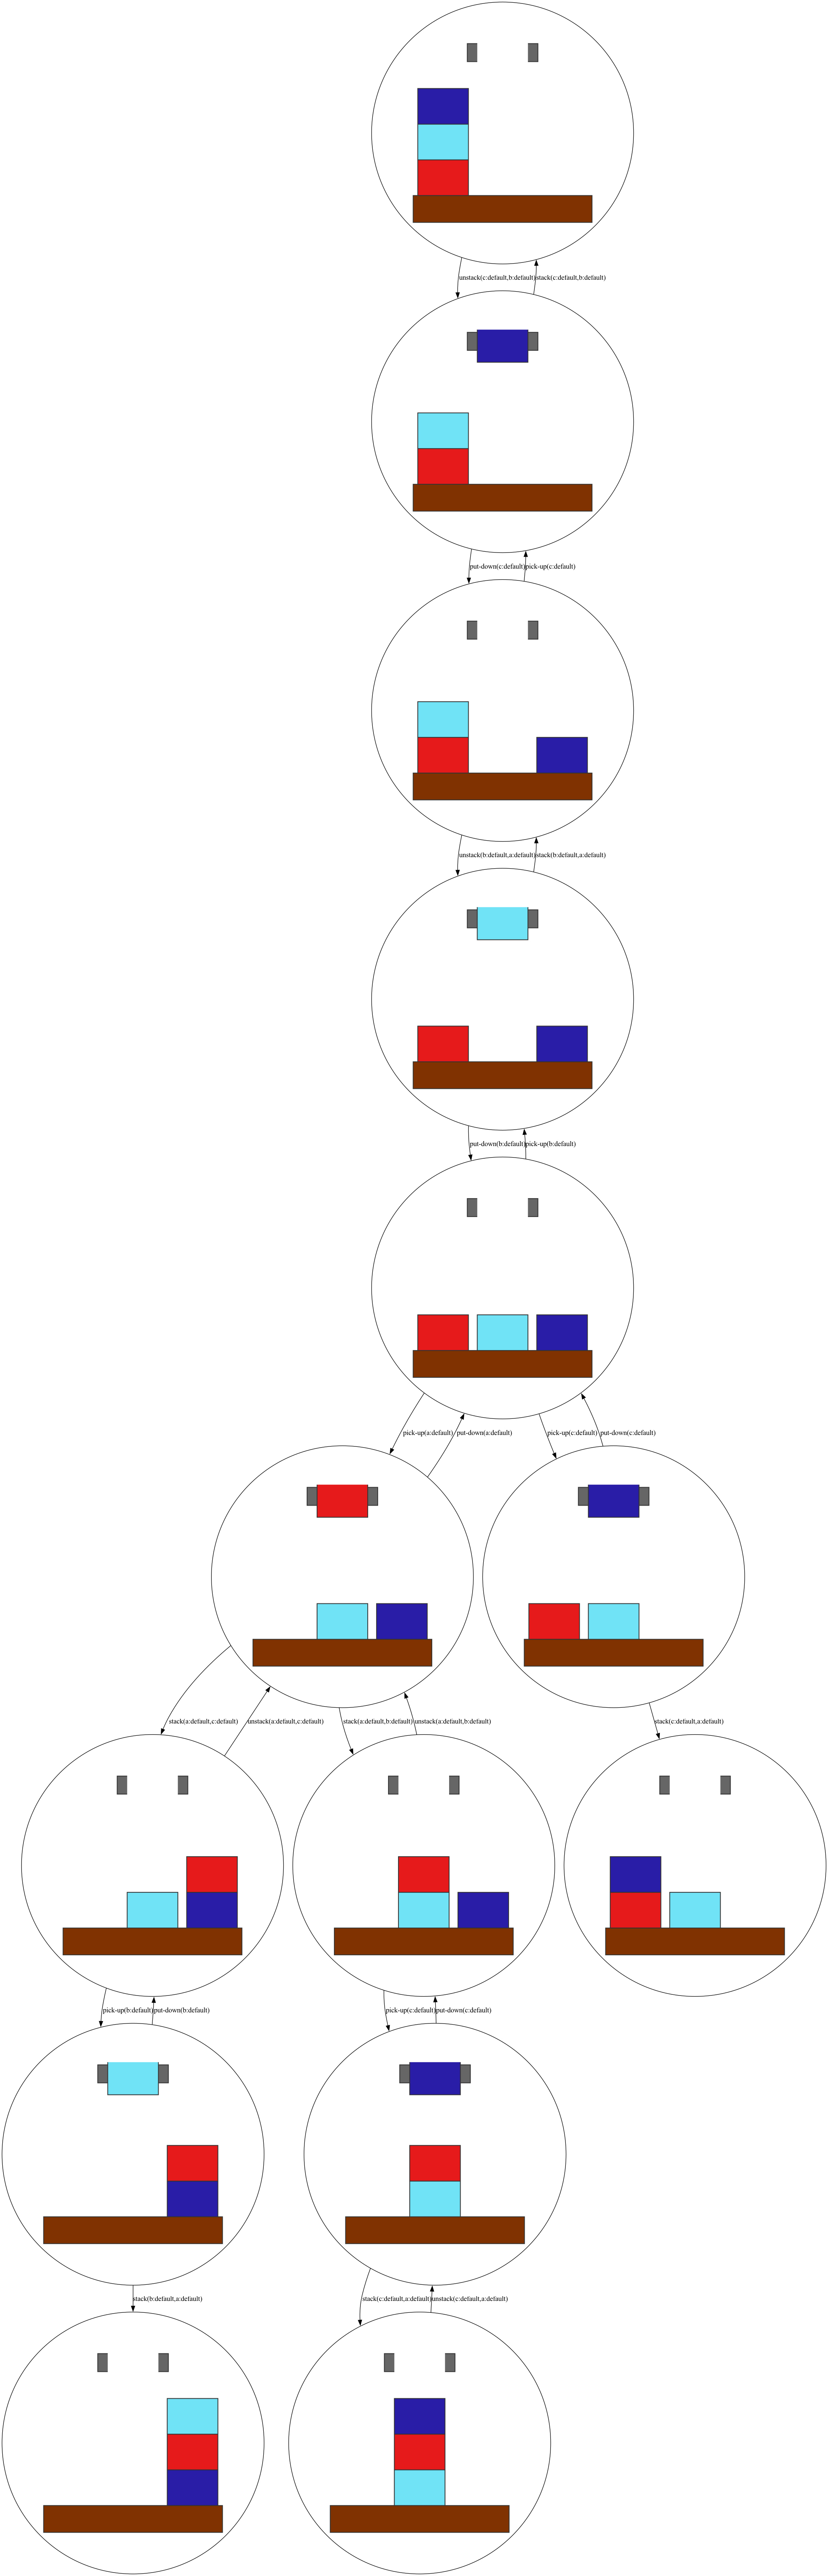 unstack(c:default,b:default) stack(c:default,b:default)
put-down(c:default) pick-up(c:default)
unstack(b:default,a:default) stack(b:default,a:default)
put-down(b:default) pick-up(b:default)
pick-up(a:default) put-down(a:default) pick-up(c:default) put-down(c:default)
stack(a:default,c:default) unstack(a:default,c:default) stack(a:default,b:default) unstack(a:default,b:default) stack(c:default,a:default)
pick-up(b:default) put-down(b:default) pick-up(c:default) put-down(c:default)
stack(b:default,a:default) stack(c:default,a:default) unstack(c:default,a:default)